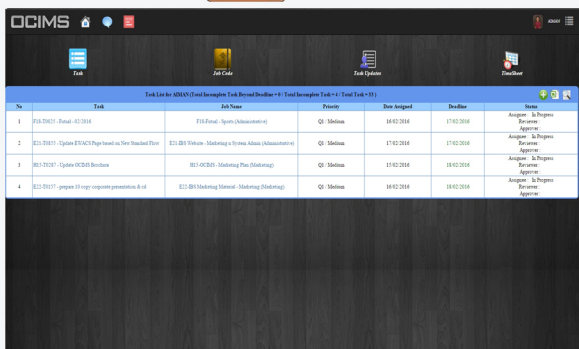 OCIMS
AIMAN
Task
Job Code
Task Updates
TimeSheet
Task List for AIMAN (Total Incomplete Task Beyond Deadline = 0 / Total Incomplete Task = 4 / Total Task = 53 )
No Task Job Name Priority Date Assigned Deadline Status
1 F18-T0625 - Futsal - 02/2016 F18-Futsal - Sports (Administrative) Q1 / Medium 16/02/2016 17/02/2016 Assignee : In Progress
Reviewer :
Approver :
2 E21-T0855 - Update EVACS Page based on New Standard Flow E21-IBS Website - Marketing n System Admin (Administrative) Q1 / Medium 17/02/2016 17/02/2016 Assignee : In Progress
Reviewer :
Approver :
3 H15-T0287 - Update OCIMS Brochure H15-OCIMS - Marketing Plan (Marketing) Q1 / Medium 15/02/2016 18/02/2016 Assignee : In Progress
Reviewer :
Approver :
4 E22-T0157 - prepare 10 copy corporate presentation & cd E22-IBS Marketing Material - Marketing (Marketing) Q1 / Medium 16/02/2016 18/02/2016 Assignee : In Progress
Reviewer :
Approver :